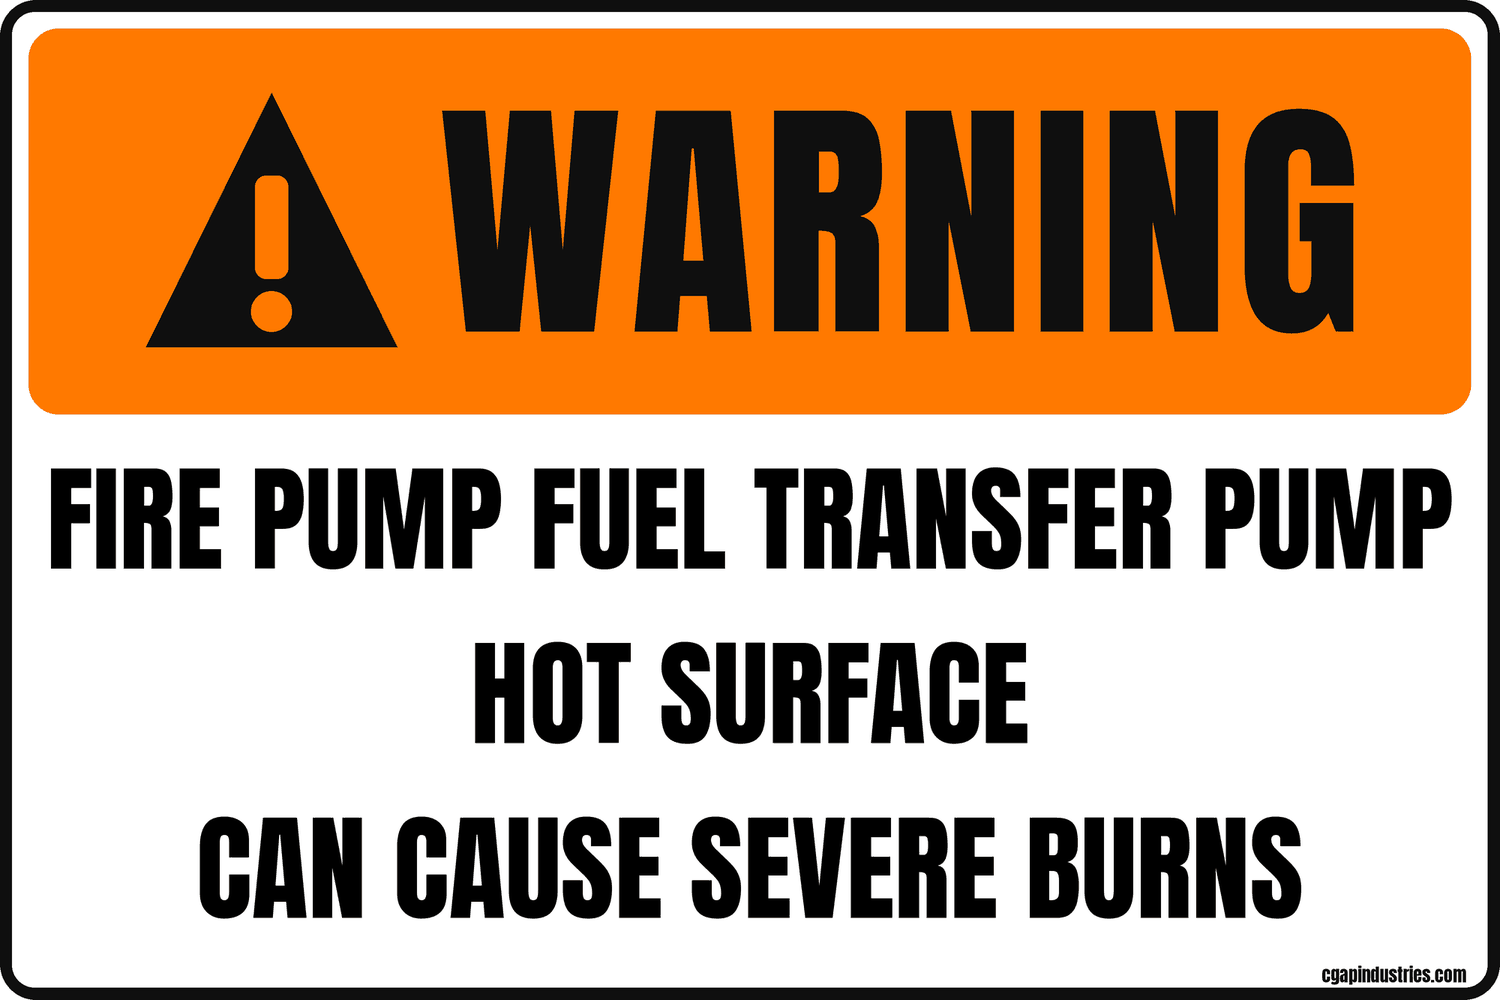 WARNING
FIRE PUMP FUEL TRANSFER PUMP
HOT SURFACE
CAN CAUSE SEVERE BURNS
cgapindustries.com